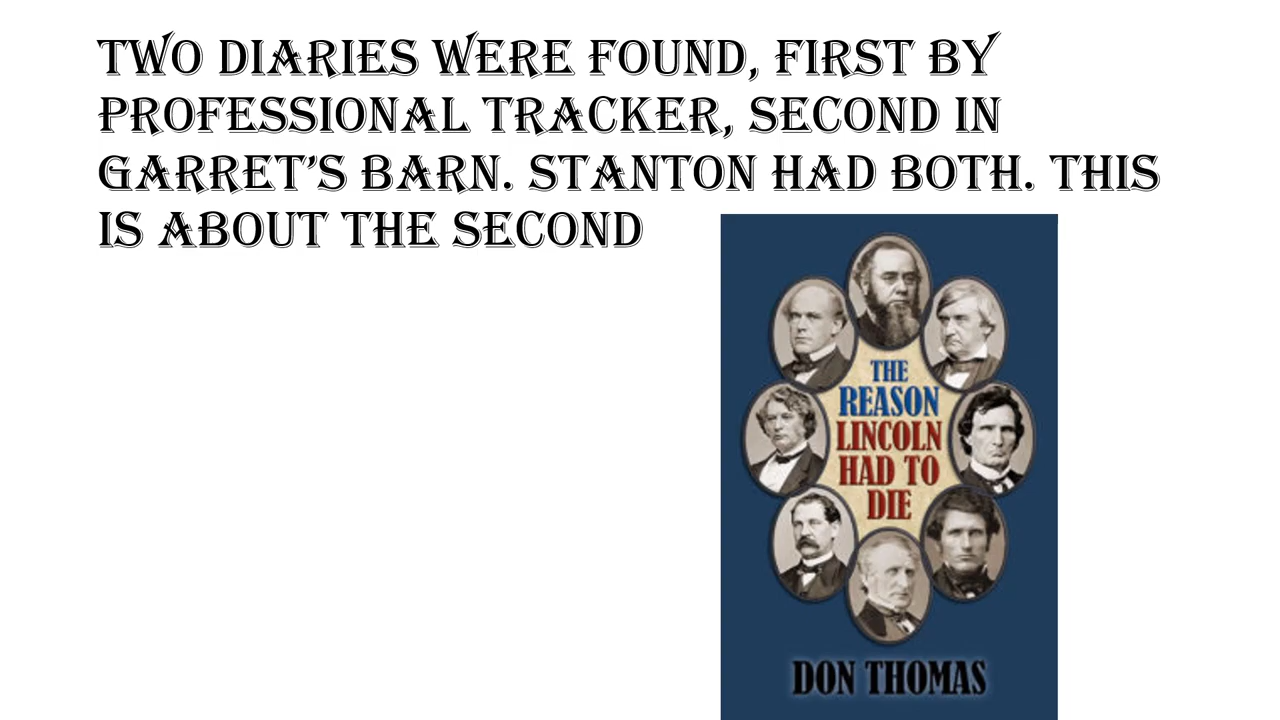 TWO DIARIES WERE FOUND, FIRST BY
PROFESSIONAL TRACKER, SECOND IN
GARRET’S BARN. STANTON HAD BOTH. THIS
IS ABOUT THE SECOND
THE
REASON
LINCOLN
HAD TO
DIE
DON THOMAS